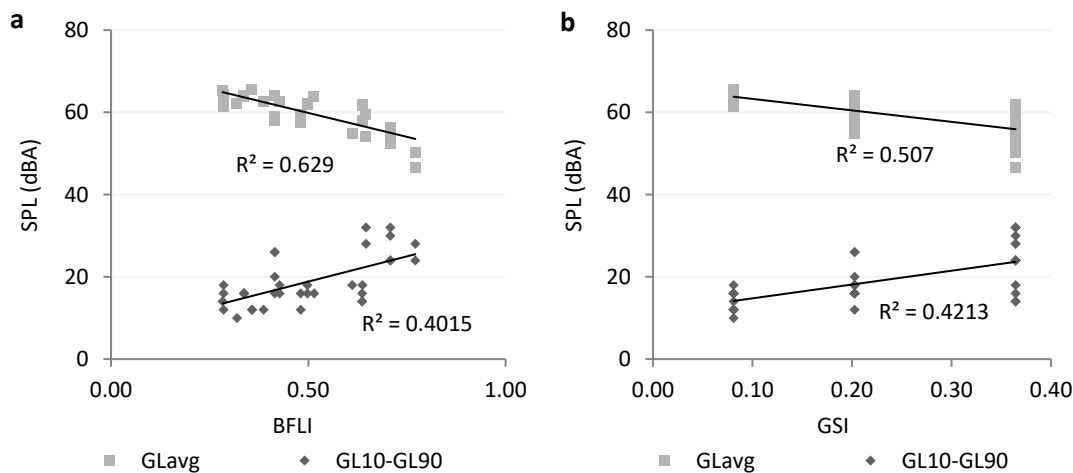 a
80
60
40
20
0
SPL (dBA)
R² = 0.629
R² = 0.4015
0.00 0.50 1.00
BFLI
GLavg GL10-GL90
b
80
60
40
20
0
SPL (dBA)
R² = 0.507
R² = 0.4213
0.00 0.10 0.20 0.30 0.40
GSI
GLavg GL10-GL90